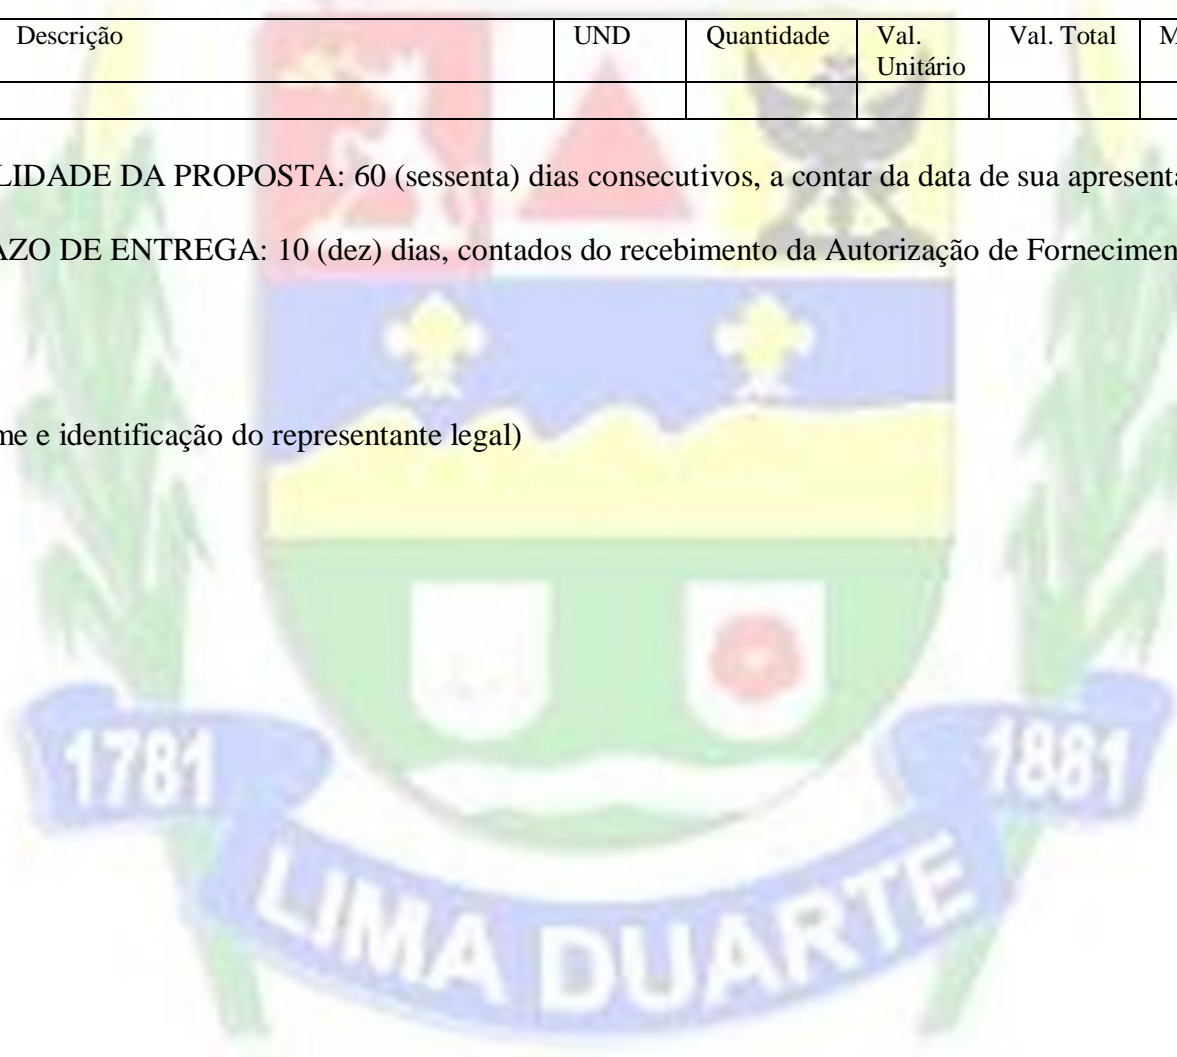 Descrição UND Quantidade Val. Val. Total M
Unitário
LIDADE DA PROPOSTA: 60 (sessenta) dias consecutivos, a contar da data de sua apresenta
AZO DE ENTREGA: 10 (dez) dias, contados do recebimento da Autorização de Fornecimen
me e identificação do representante legal)
1781 1881
LIMA DUARTE